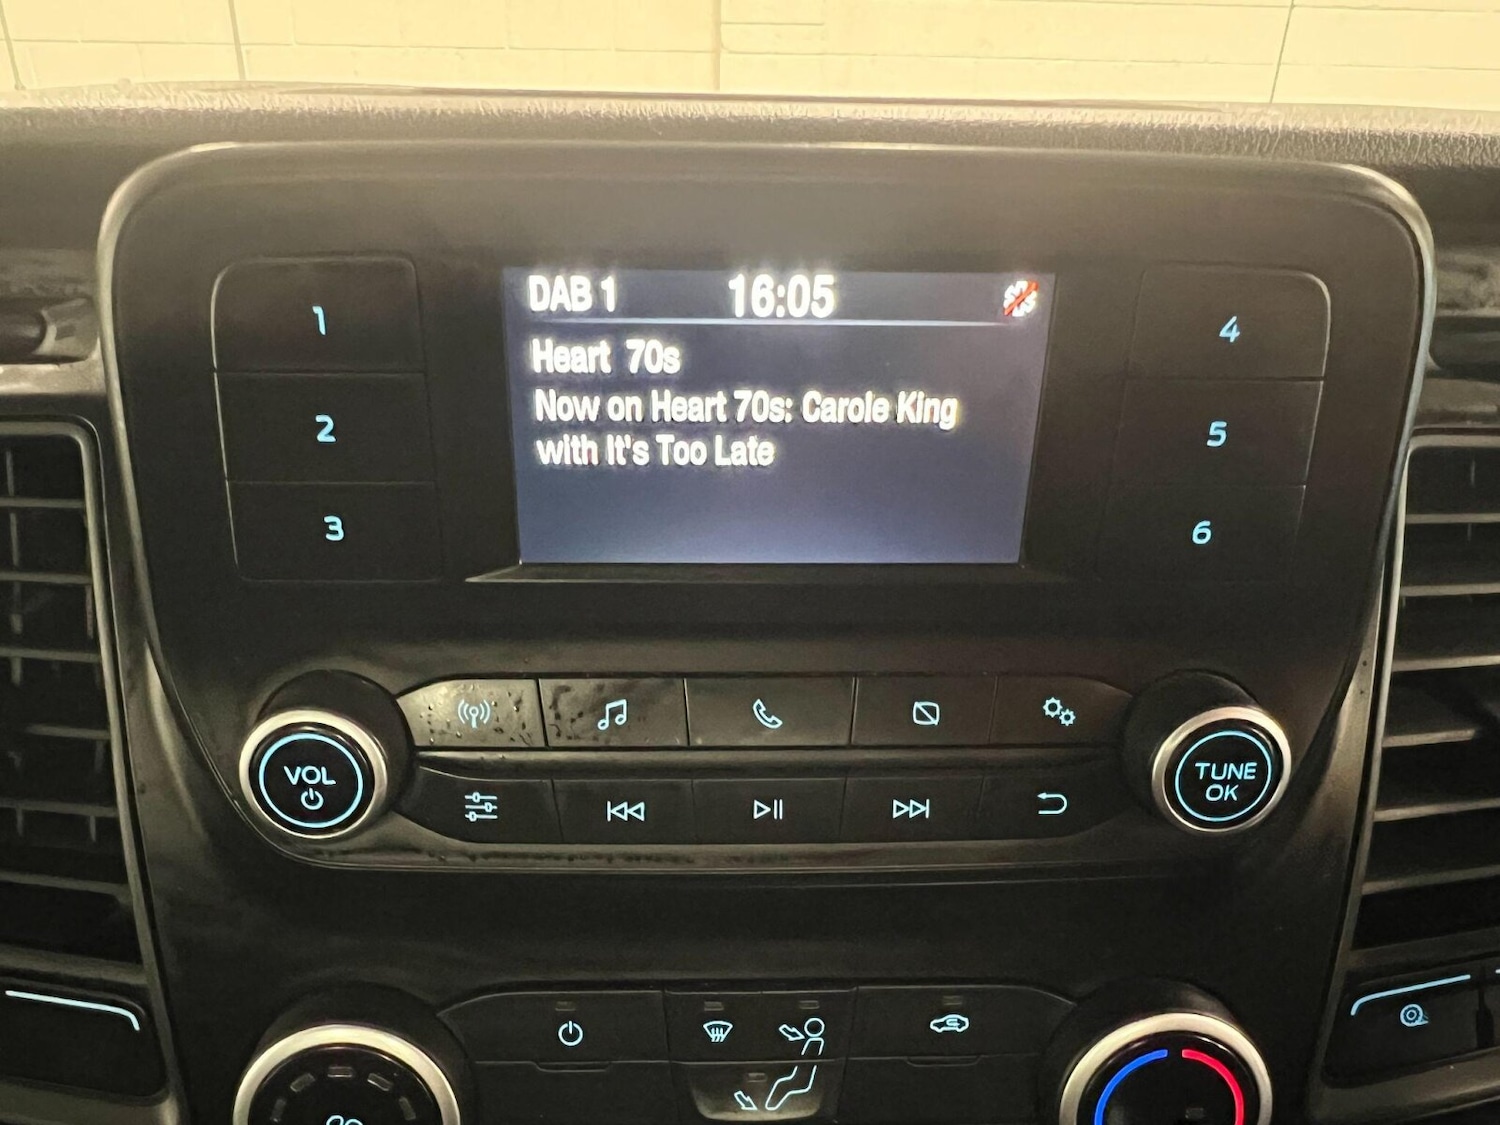 DAB 1 16:05
Heart 70s
Now on Heart 70s: Carole King
with It's Too Late
1
2
3
4
5
6
VOL
TUNE
OK